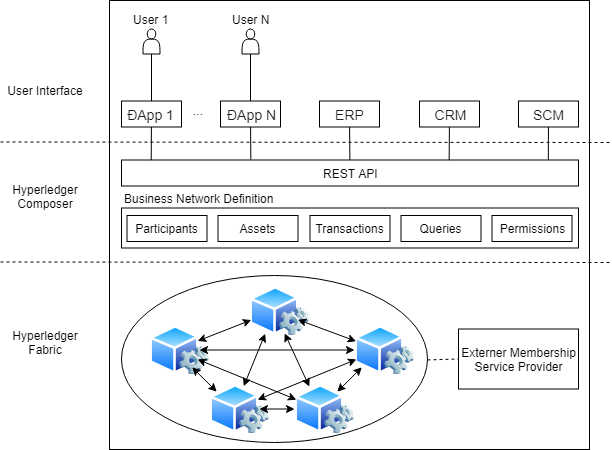 User 1
User N
User Interface
ĐApp 1
...
ĐApp N
ERP
CRM
SCM
Hyperledger
Composer
REST API
Business Network Definition
Participants
Assets
Transactions
Queries
Permissions
Hyperledger
Fabric
Externer Membership
Service Provider